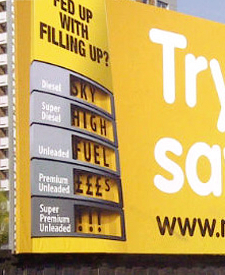 FED UP
WITH
FILLING UP?
Diesel SKY
Super
Diesel HIGH
Unleaded FUEL
Premium
Unleaded £££s
Super
Premium
Unleaded !!!
Try
sa
www.